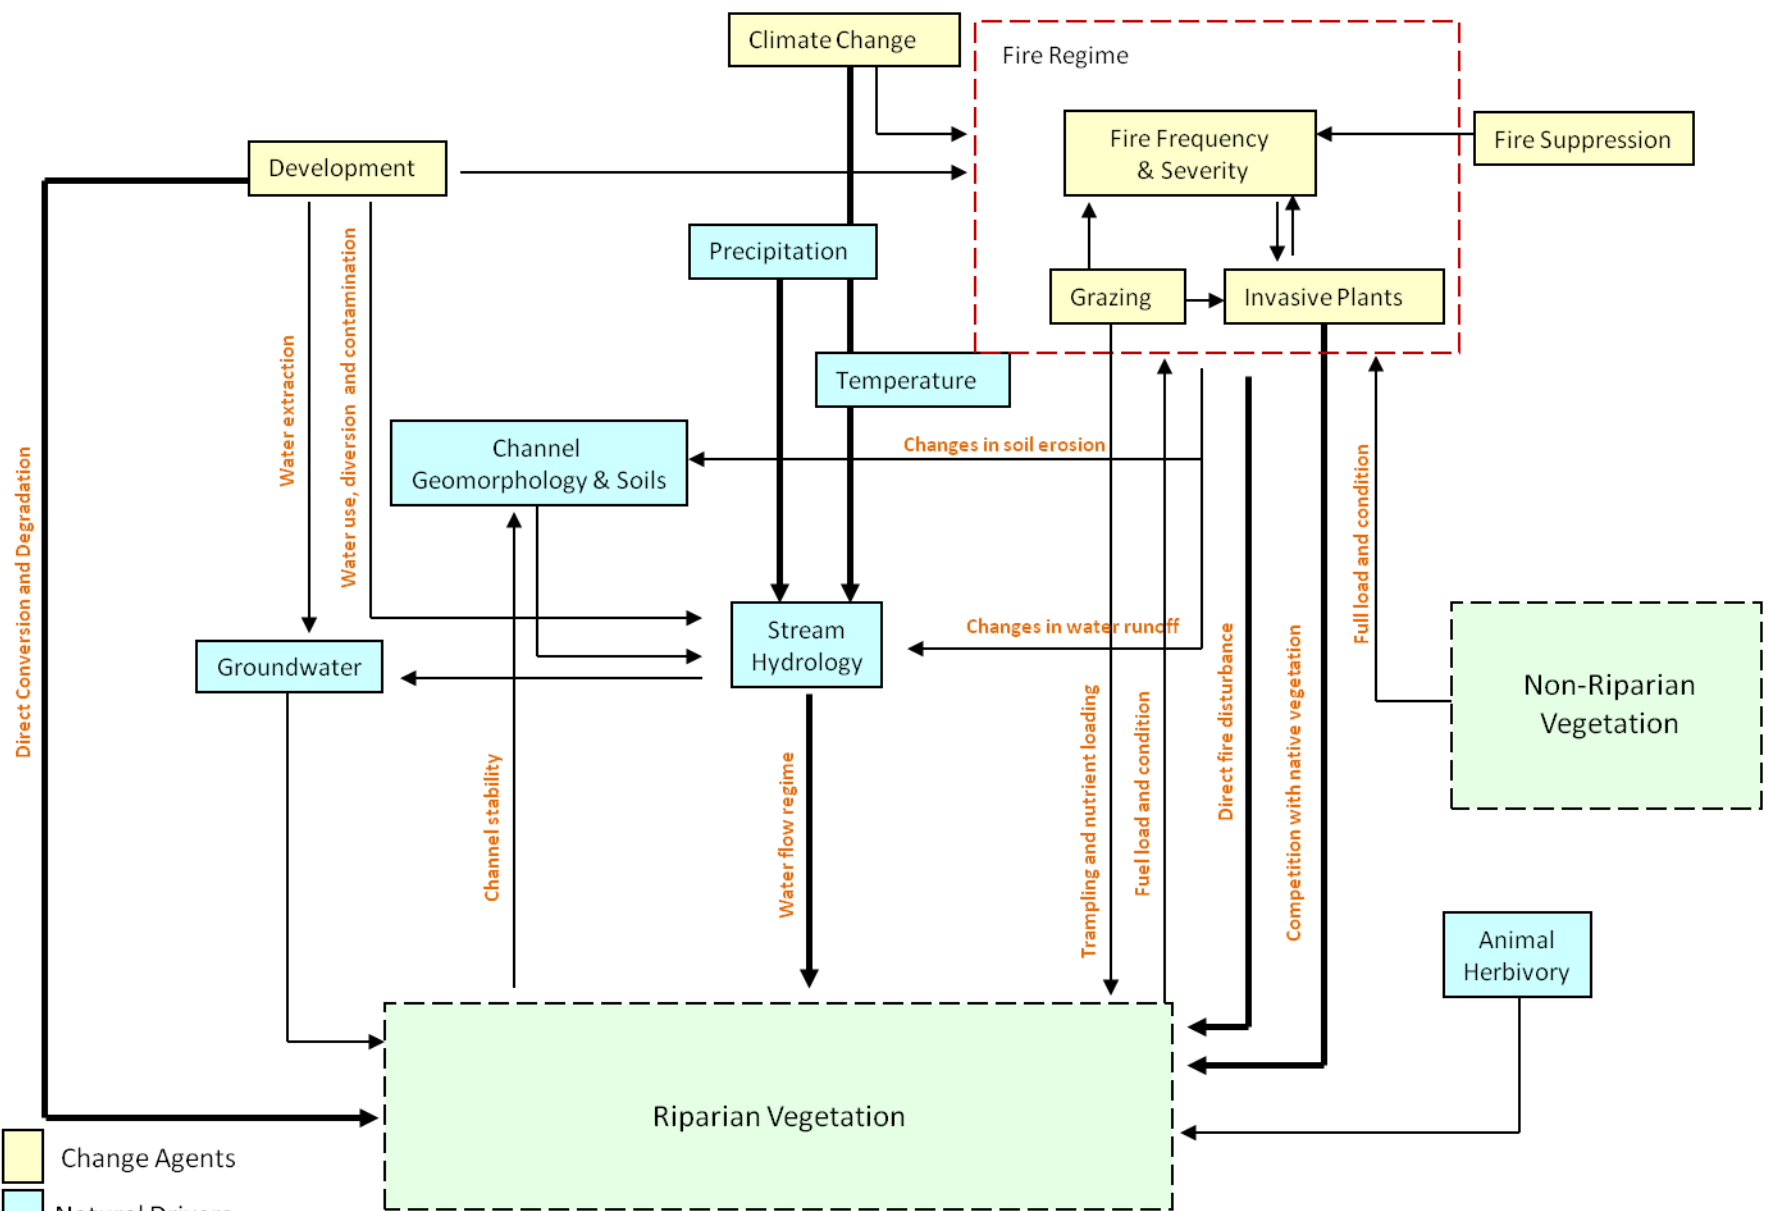 Climate Change
Fire Regime
Fire Frequency
& Severity
Fire Suppression
Development
Precipitation
Grazing
Invasive Plants
Temperature
Water extraction
Water use, diversion and contamination
Direct Conversion and Degradation
Channel
Geomorphology & Soils
Changes in soil erosion
Full load and condition
Stream
Hydrology
Changes in water runoff
Groundwater
Non-Riparian
Vegetation
Channel stability
Water flow regime
Trampling and nutrient loading
Fuel load and condition
Direct fire disturbance
Competition with native vegetation
Animal
Herbivory
Riparian Vegetation
Change Agents
Natural Drivers